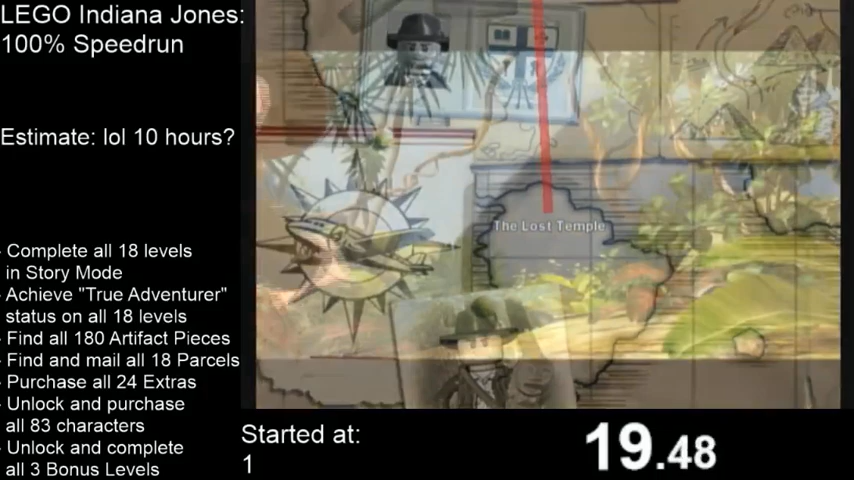 LEGO Indiana Jones:
100% Speedrun
Estimate: lol 10 hours?
- Complete all 18 levels
in Story Mode
- Achieve "True Adventurer"
status on all 18 levels
- Find all 180 Artifact Pieces
- Find and mail all 18 Parcels
- Purchase all 24 Extras
- Unlock and purchase
all 83 characters
- Unlock and complete
all 3 Bonus Levels
The Lost Temple
Started at:
1
19.48